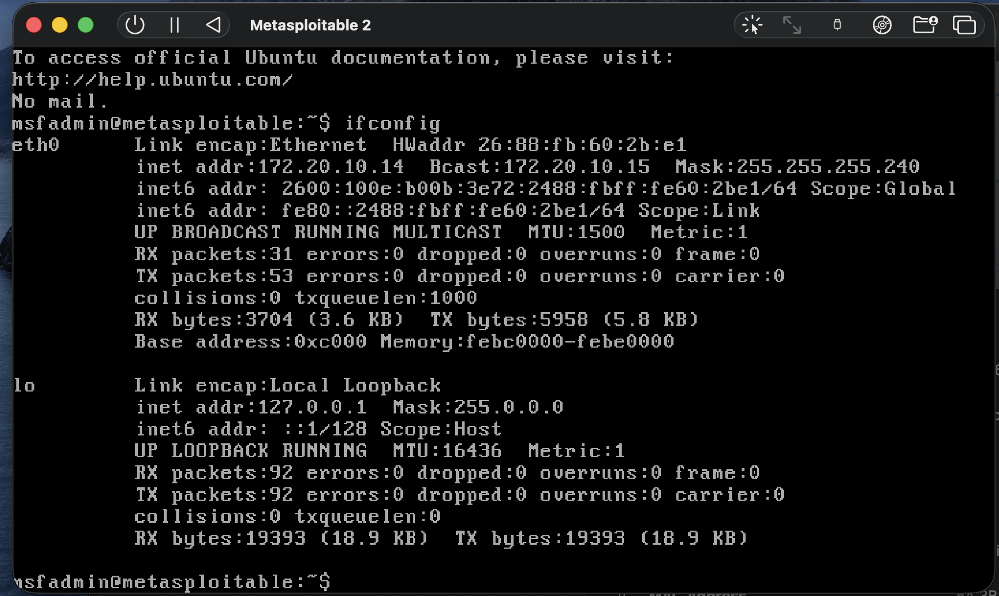 Metasploitable 2
To access official Ubuntu documentation, please visit:
http://help.ubuntu.com/
No mail.
msfadmin@metasploitable:~$ ifconfig
eth0      Link encap:Ethernet  HWaddr 26:88:fb:60:2b:e1
          inet addr:172.20.10.14  Bcast:172.20.10.15  Mask:255.255.255.240
          inet6 addr: 2600:100e:b00b:3e72:2488:fbff:fe60:2be1/64 Scope:Global
          inet6 addr: fe80::2488:fbff:fe60:2be1/64 Scope:Link
          UP BROADCAST RUNNING MULTICAST  MTU:1500  Metric:1
          RX packets:31 errors:0 dropped:0 overruns:0 frame:0
          TX packets:53 errors:0 dropped:0 overruns:0 carrier:0
          collisions:0 txqueuelen:1000
          RX bytes:3704 (3.6 KB)  TX bytes:5958 (5.8 KB)
          Base address:0xc000 Memory:febc0000-febe0000
lo        Link encap:Local Loopback
          inet addr:127.0.0.1  Mask:255.0.0.0
          inet6 addr: ::1/128 Scope:Host
          UP LOOPBACK RUNNING  MTU:16436  Metric:1
          RX packets:92 errors:0 dropped:0 overruns:0 frame:0
          TX packets:92 errors:0 dropped:0 overruns:0 carrier:0
          collisions:0 txqueuelen:0
          RX bytes:19393 (18.9 KB)  TX bytes:19393 (18.9 KB)
msfadmin@metasploitable:~$